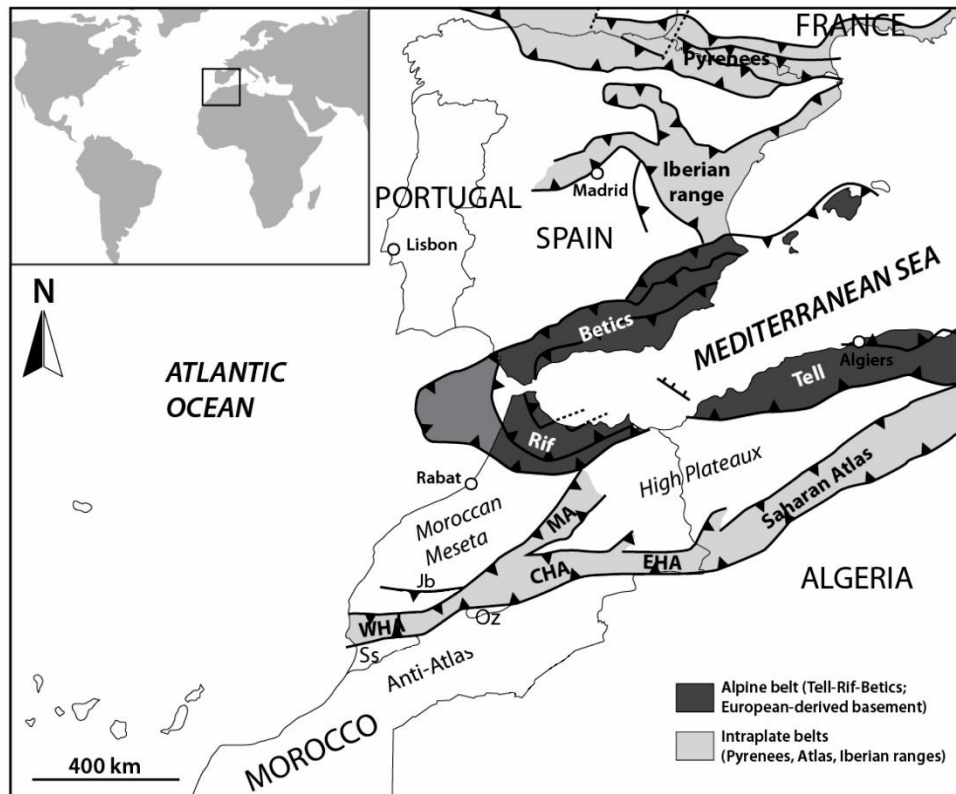 FRANCE
Pyrenees
Iberian
range
Madrid
PORTUGAL
SPAIN
Lisbon
N
MEDITERRANEAN SEA
Betics
Algiers
Tell
ATLANTIC
OCEAN
Rif
Rabat
High Plateaux
Saharan Atlas
Moroccan
Meseta
MA
Jb
CHA
EHA
ALGERIA
WHA
Oz
Ss
Anti-Atlas
MOROCCO
400 km
Alpine belt (Tell-Rif-Betics;
European-derived basement)
Intraplate belts
(Pyrenees, Atlas, Iberian ranges)